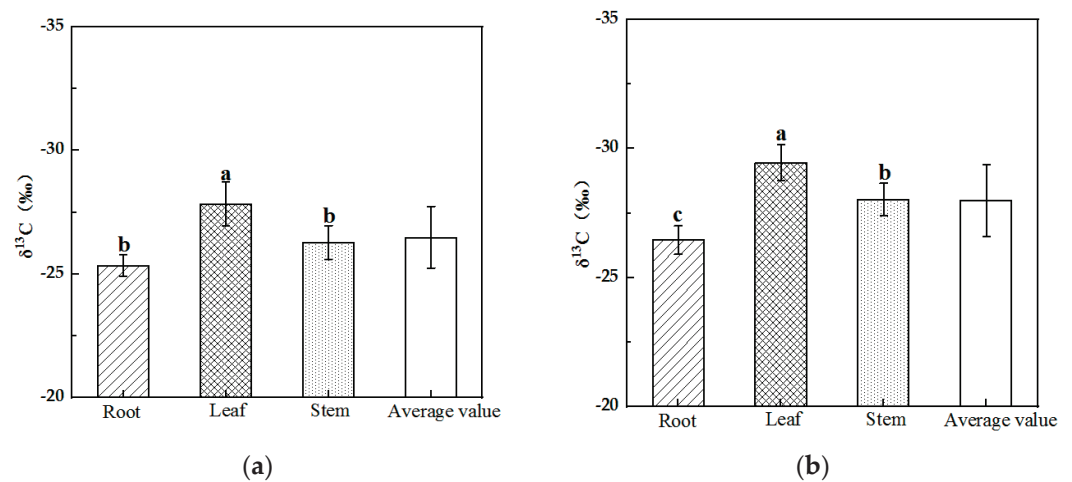 -35
-30
-25
-20
δ¹³C (‰)
b
a
b
Root
Leaf
Stem
Average value
(a)
-35
-30
-25
-20
δ¹³C (‰)
c
a
b
Root
Leaf
Stem
Average value
(b)